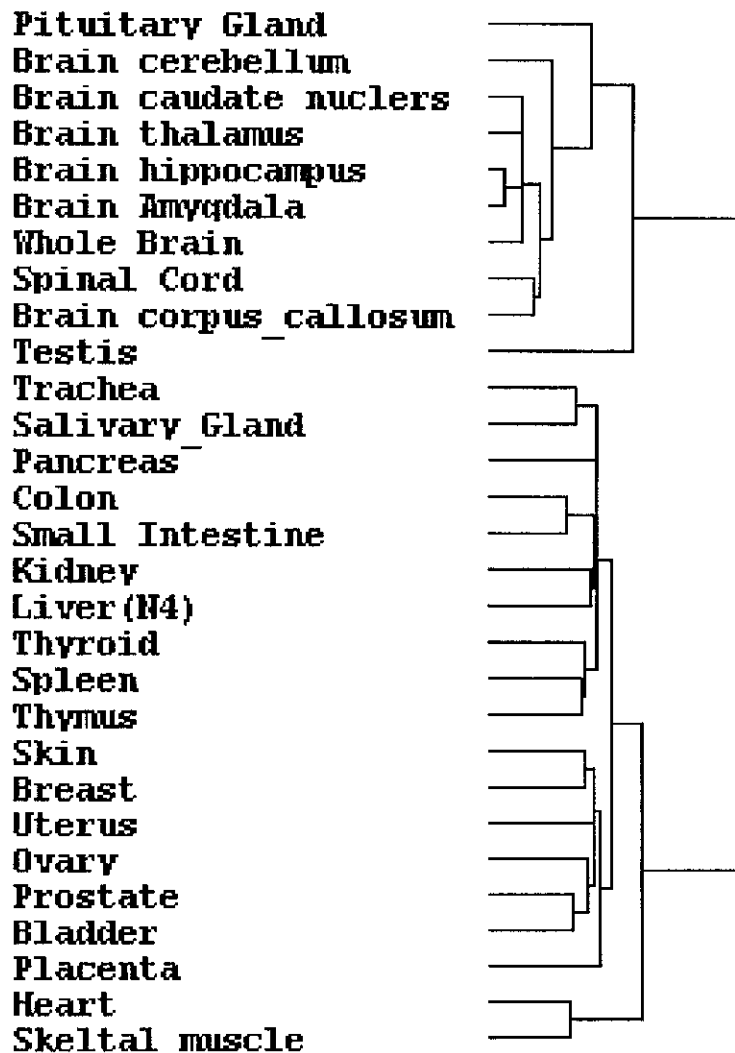 Pituitary Gland
Brain cerebellum
Brain caudate nuclers
Brain thalamus
Brain hippocampus
Brain Amygdala
Whole Brain
Spinal Cord
Brain corpus_callosum
Testis
Trachea
Salivary_Gland
Pancreas
Colon
Small Intestine
Kidney
Liver(N4)
Thyroid
Spleen
Thymus
Skin
Breast
Uterus
Ovary
Prostate
Bladder
Placenta
Heart
Skeltal muscle